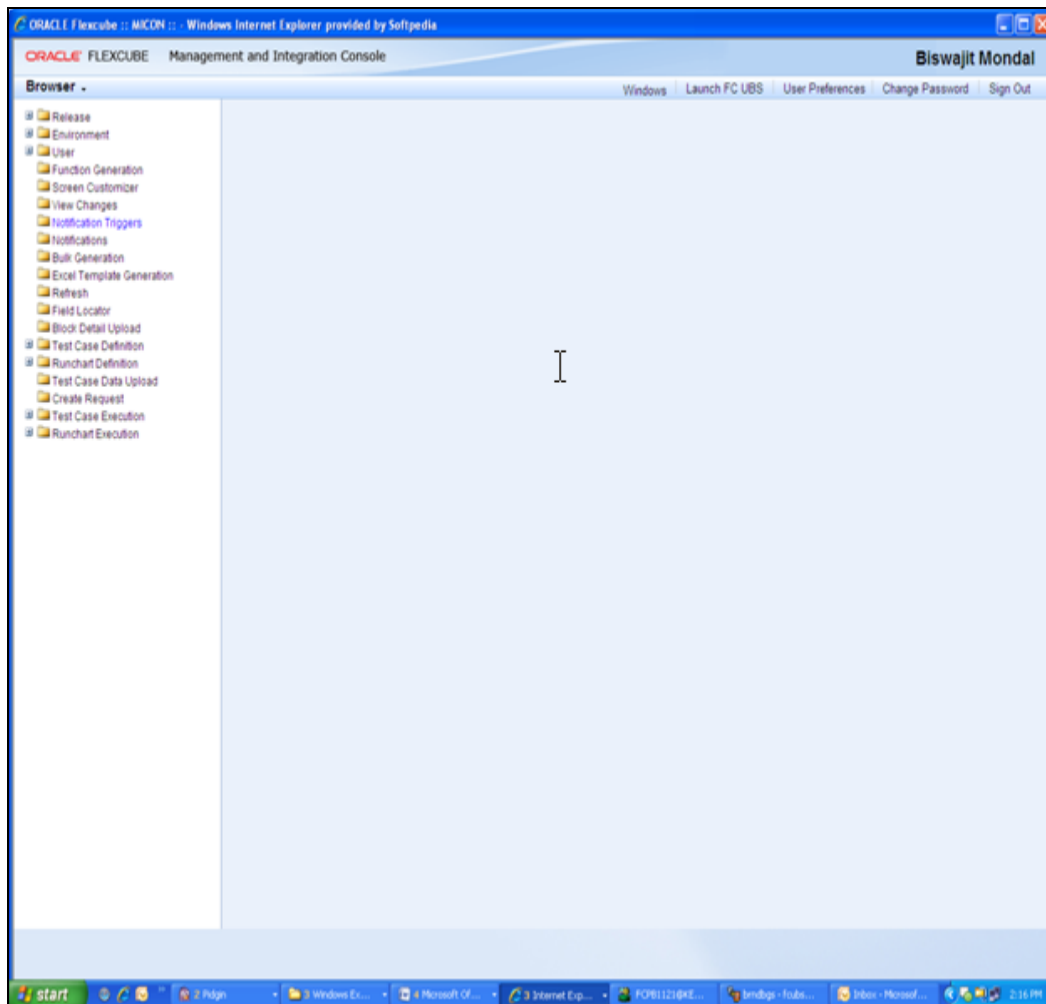 ORACLE Flexcube :: MICON :: - Windows Internet Explorer provided by Softpedia
ORACLE FLEXCUBE Management and Integration Console
Biswajit Mondal
Browser
Windows Launch FC UBS User Preferences Change Password Sign Out
Release
Environment
User
Function Generation
Screen Customizer
View Changes
Notification Triggers
Notifications
Bulk Generation
Excel Template Generation
Refresh
Field Locator
Block Detail Upload
Test Case Definition
Runchart Definition
Test Case Data Upload
Create Request
Test Case Execution
Runchart Execution
start 2 Pidgin 3 Windows Ex... 4 Microsoft Of... 3 Internet Exp... Inbox - Microsof... 2:16 PM